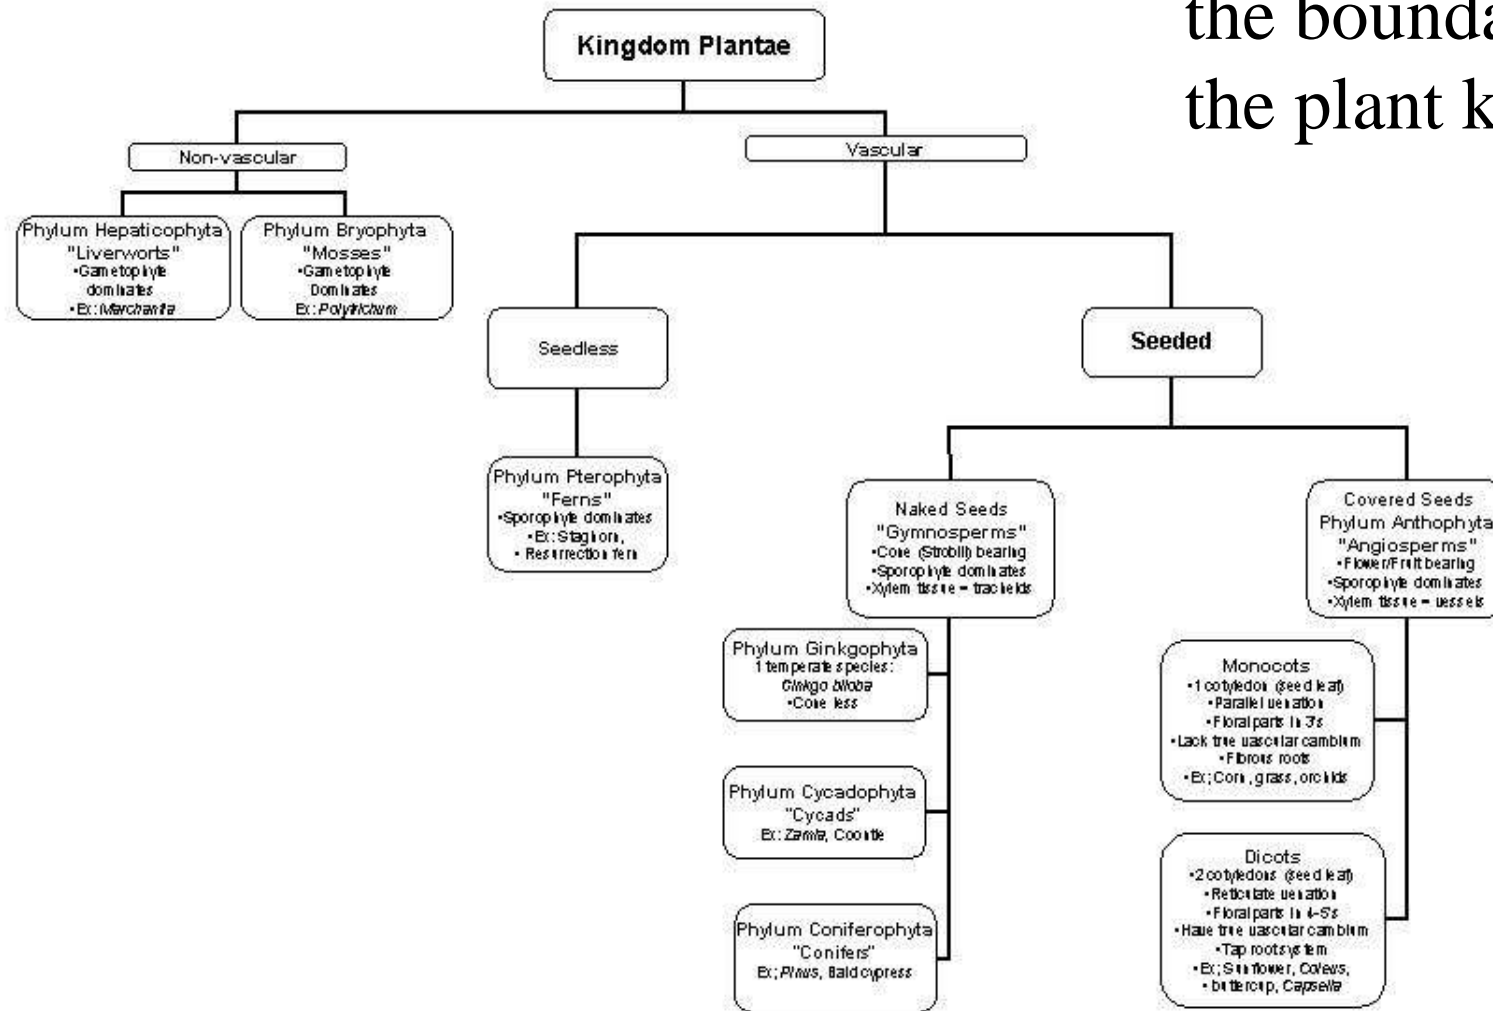 the bounda
the plant k
Kingdom Plantae
Non-vascular
Vascular
Phylum Hepaticophyta
"Liverworts"
•Gametophyte
dominates
•Ex: Marchantia
Phylum Bryophyta
"Mosses"
•Gametophyte
Dominates
Ex: Polytrichum
Seedless
Seeded
Phylum Pterophyta
"Ferns"
•Sporophyte dominates
•Ex: Staghorn,
• Resurrection fern
Naked Seeds
"Gymnosperms"
•Cone (Strobili) bearing
•Sporophyte dominates
•Xylem tissue = tracheids
Covered Seeds
Phylum Anthophyta
"Angiosperms"
•Flower/Fruit bearing
•Sporophyte dominates
•Xylem tissue = vessels
Phylum Ginkgophyta
1 temperate species:
Ginkgo biloba
•Cone less
Phylum Cycadophyta
"Cycads"
Ex: Zamia, Coontie
Phylum Coniferophyta
"Conifers"
Ex; Pinus, Bald cypress
Monocots
•1 cotyledon (seed leaf)
•Parallel venation
•Floral parts in 3's
•Lack true vascular cambium
•Fibrous roots
•Ex; Corn, grass, orchids
Dicots
•2 cotyledons (seed leaf)
•Reticulate venation
•Floral parts in 4-5's
•Have true vascular cambium
•Tap root system
•Ex; Sunflower, Coleus,
• buttercup, Capsella